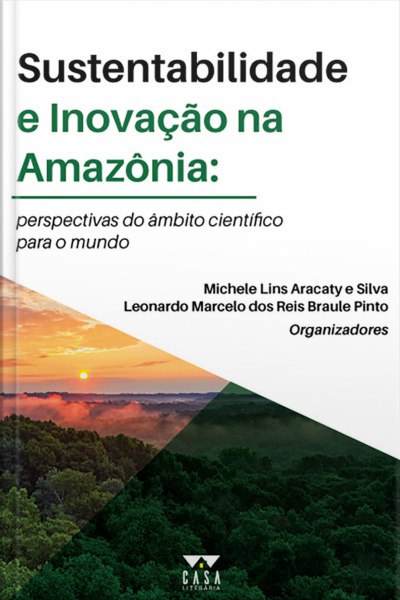 Sustentabilidade
e Inovação na
Amazônia:
perspectivas do âmbito científico
para o mundo
Michele Lins Aracaty e Silva
Leonardo Marcelo dos Reis Braule Pinto
Organizadores
CASA
LITERÁRIA